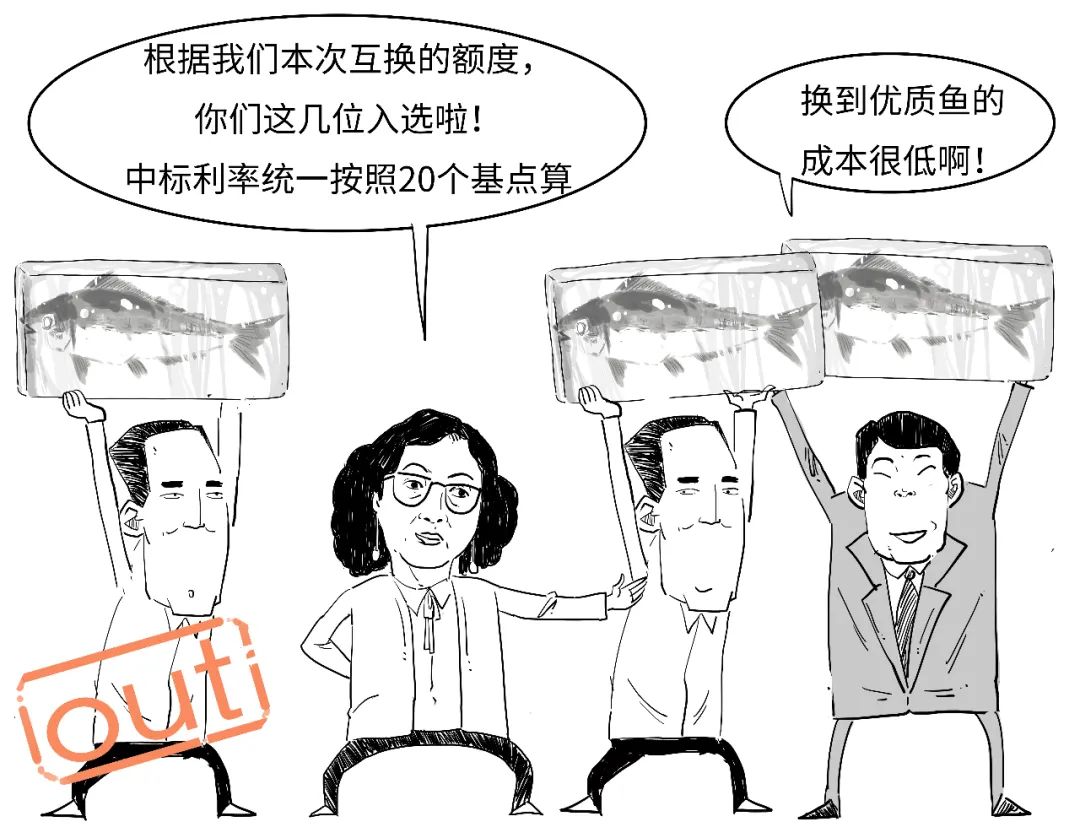 根据我们本次互换的额度，
你们这几位入选啦！
中标利率统一按照20个基点算
换到优质鱼的
成本很低啊！
out